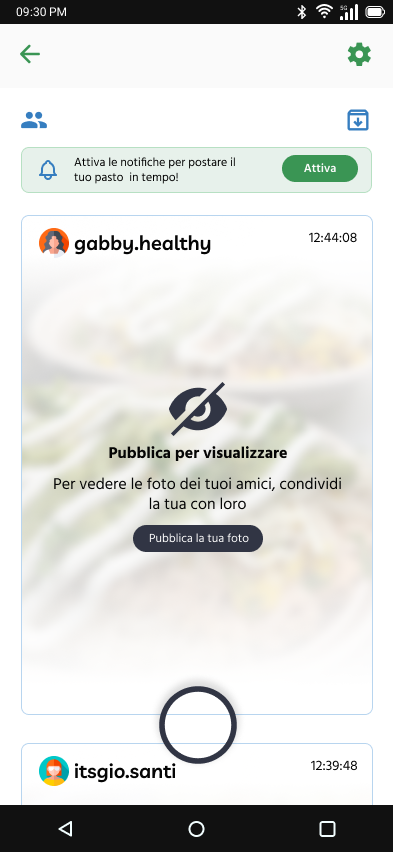 09:30 PM
5G
Attiva le notifiche per postare il
tuo pasto in tempo!
Attiva
gabby.healthy
12:44:08
Pubblica per visualizzare
Per vedere le foto dei tuoi amici, condividi
la tua con loro
Pubblica la tua foto
itsgio.santi
12:39:48